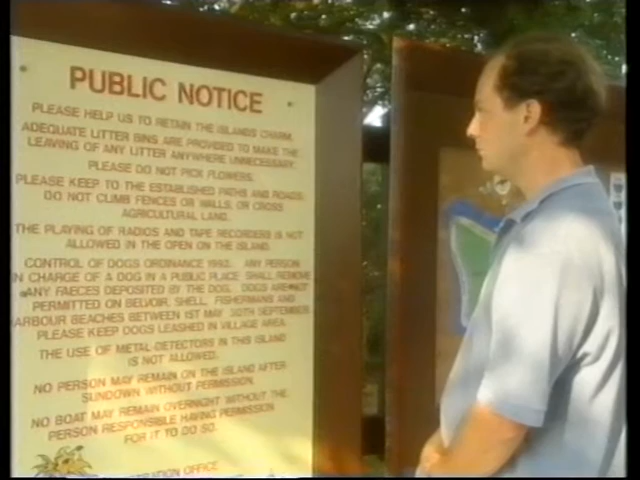 PUBLIC NOTICE
PLEASE HELP US TO RETAIN THE ISLANDS CHARM.
ADEQUATE LITTER BINS ARE PROVIDED TO MAKE THE
LEAVING OF ANY LITTER ANYWHERE UNNECESSARY.
PLEASE DO NOT PICK FLOWERS.
PLEASE KEEP TO THE ESTABLISHED PATHS AND ROADS.
DO NOT CLIMB FENCES OR WALLS, OR CROSS
AGRICULTURAL LAND.
THE PLAYING OF RADIOS AND TAPE RECORDERS IS NOT
ALLOWED IN THE OPEN ON THE ISLAND.
CONTROL OF DOGS ORDINANCE 1992. ANY PERSON
IN CHARGE OF A DOG IN A PUBLIC PLACE SHALL REMOVE
ANY FAECES DEPOSITED BY THE DOG. DOGS ARE NOT
PERMITTED ON BELVOIR, SHELL, FISHERMANS AND
HARBOUR BEACHES BETWEEN 1ST MAY 30TH SEPTEMBER
PLEASE KEEP DOGS LEASHED IN VILLAGE AREA.
THE USE OF METAL DETECTORS IN THIS ISLAND
IS NOT ALLOWED.
NO PERSON MAY REMAIN ON THE ISLAND AFTER
SUNDOWN WITHOUT PERMISSION.
NO BOAT MAY REMAIN OVERNIGHT WITHOUT THE
PERSON RESPONSIBLE HAVING PERMISSION
FOR IT TO DO SO.
OFFICE